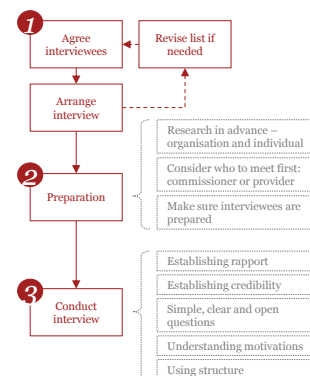 1
Agree
interviewees
Revise list if
needed
Arrange
interview
Research in advance –
organisation and individual
2
Preparation
Consider who to meet first:
commissioner or provider
Make sure interviewees are
prepared
3
Conduct
interview
Establishing rapport
Establishing credibility
Simple, clear and open
questions
Understanding motivations
Using structure